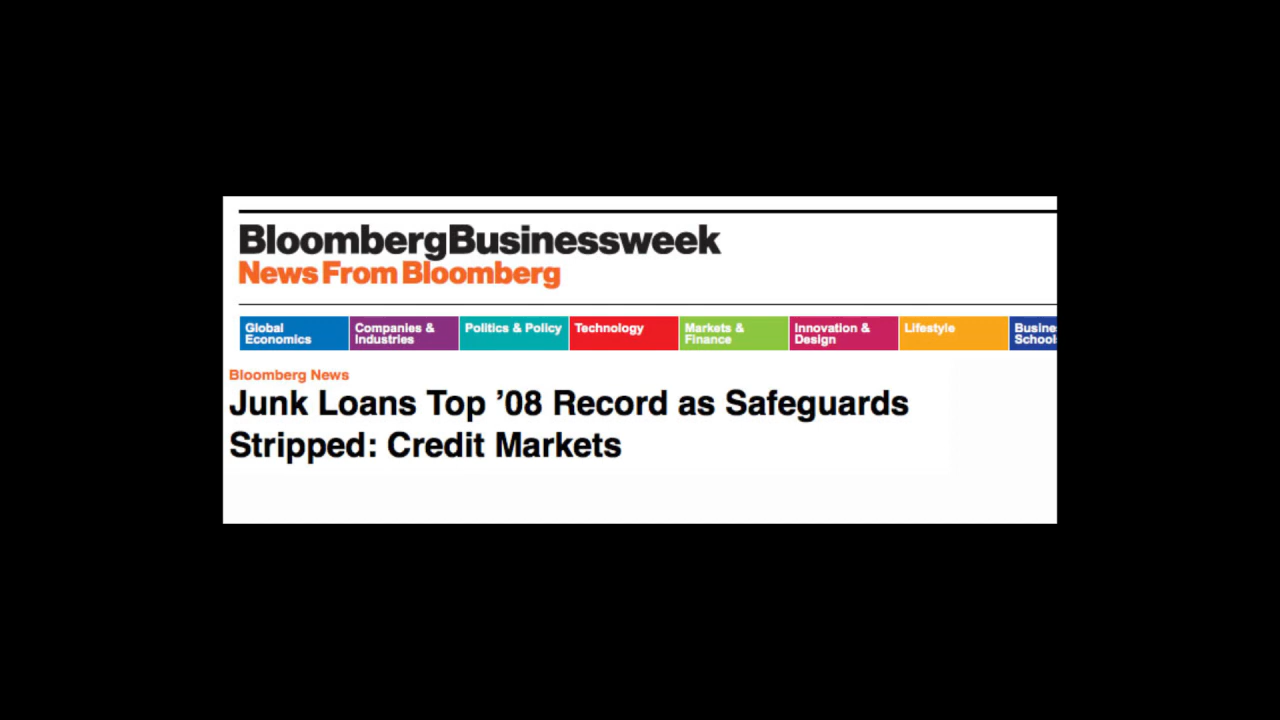 BloombergBusinessweek
News From Bloomberg
Global Economics Companies & Industries Politics & Policy Technology Markets & Finance Innovation & Design Lifestyle
Bloomberg News
Junk Loans Top ’08 Record as Safeguards
Stripped: Credit Markets